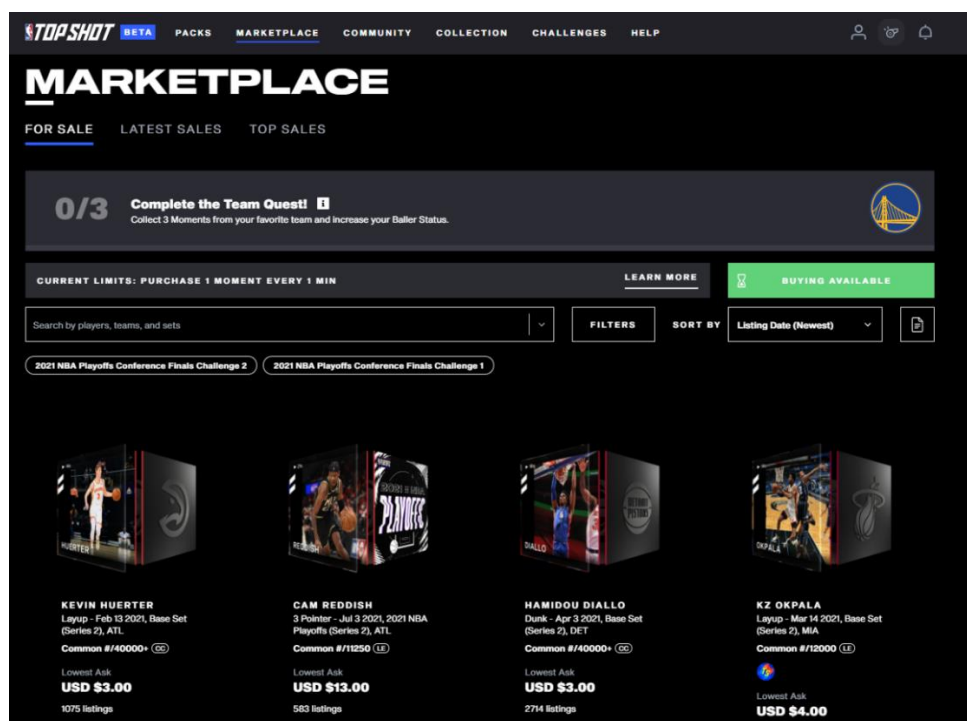 TOP SHOT BETA PACKS MARKETPLACE COMMUNITY COLLECTION CHALLENGES HELP
MARKETPLACE
FOR SALE LATEST SALES TOP SALES
0/3
Complete the Team Quest!
Collect 3 Moments from your favorite team and increase your Baller Status.
CURRENT LIMITS: PURCHASE 1 MOMENT EVERY 1 MIN LEARN MORE BUYING AVAILABLE
Search by players, teams, and sets FILTERS SORT BY Listing Date (Newest)
2021 NBA Playoffs Conference Finals Challenge 2 2021 NBA Playoffs Conference Finals Challenge 1
HUERTER
REDDISH
PLAYOFFS
DIALLO
DETROIT
PISTONS
OKPALA
KEVIN HUERTER
Layup - Feb 13 2021, Base Set
(Series 2), ATL
Common #/40000+ CC
Lowest Ask
USD $3.00
1075 listings
CAM REDDISH
3 Pointer - Jul 3 2021, 2021 NBA
Playoffs (Series 2), ATL
Common #/11250 LE
Lowest Ask
USD $13.00
583 listings
HAMIDOU DIALLO
Dunk - Apr 3 2021, Base Set
(Series 2), DET
Common #/40000+ CC
Lowest Ask
USD $3.00
2714 listings
KZ OKPALA
Layup - Mar 14 2021, Base Set
(Series 2), MIA
Common #/12000 LE
Lowest Ask
USD $4.00